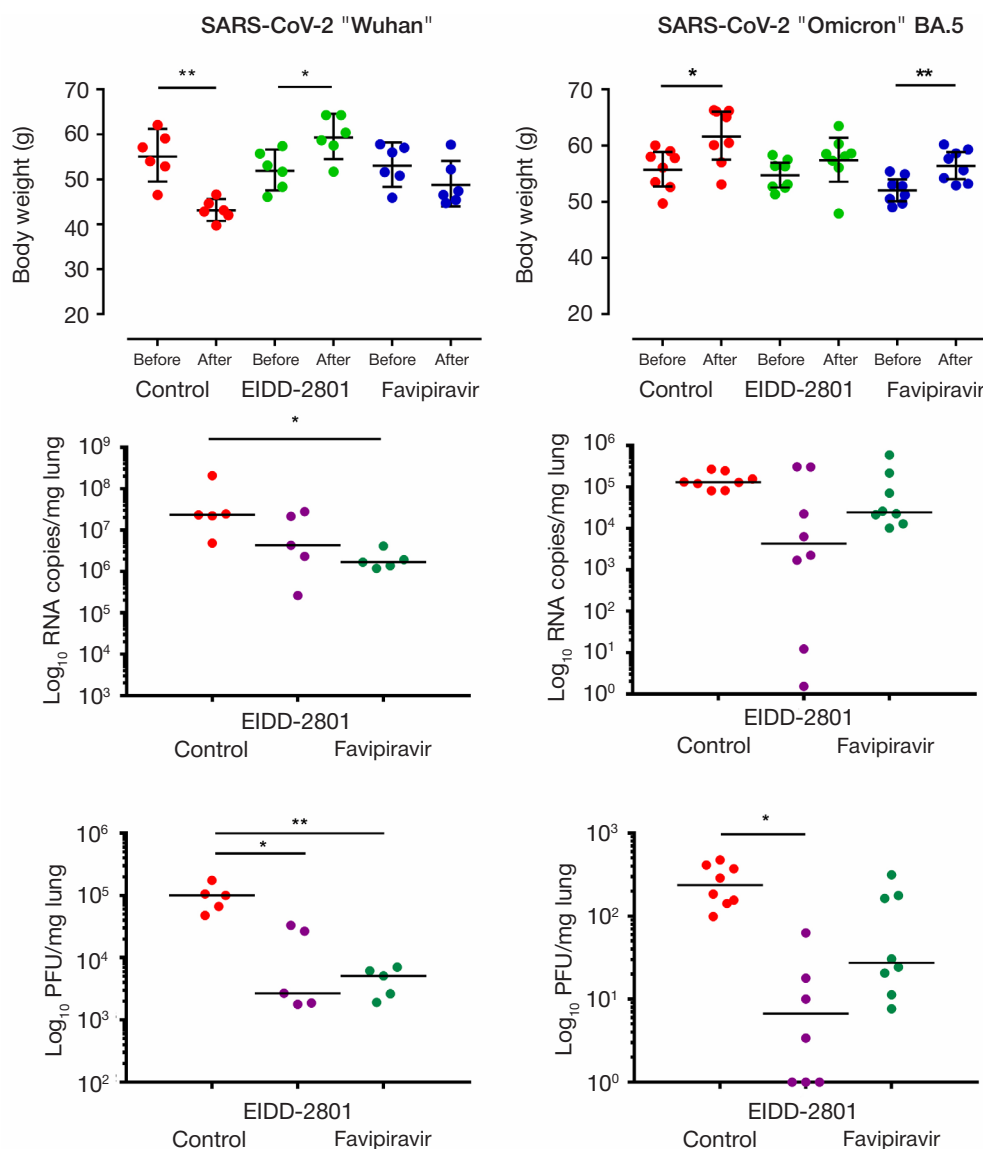 SARS-CoV-2 "Wuhan"
SARS-CoV-2 "Omicron" BA.5
Body weight (g)
70
60
50
40
30
20
**
*
Before After Before After Before After
Control EIDD-2801 Favipiravir
Body weight (g)
70
60
50
40
30
20
*
**
Before After Before After Before After
Control EIDD-2801 Favipiravir
Log₁₀ RNA copies/mg lung
10⁹
10⁸
10⁷
10⁶
10⁵
10⁴
10³
*
EIDD-2801
Control Favipiravir
Log₁₀ RNA copies/mg lung
10⁶
10⁵
10⁴
10³
10²
10¹
10⁰
EIDD-2801
Control Favipiravir
Log₁₀ PFU/mg lung
10⁶
10⁵
10⁴
10³
10²
**
*
EIDD-2801
Control Favipiravir
Log₁₀ PFU/mg lung
10³
10²
10¹
10⁰
*
EIDD-2801
Control Favipiravir